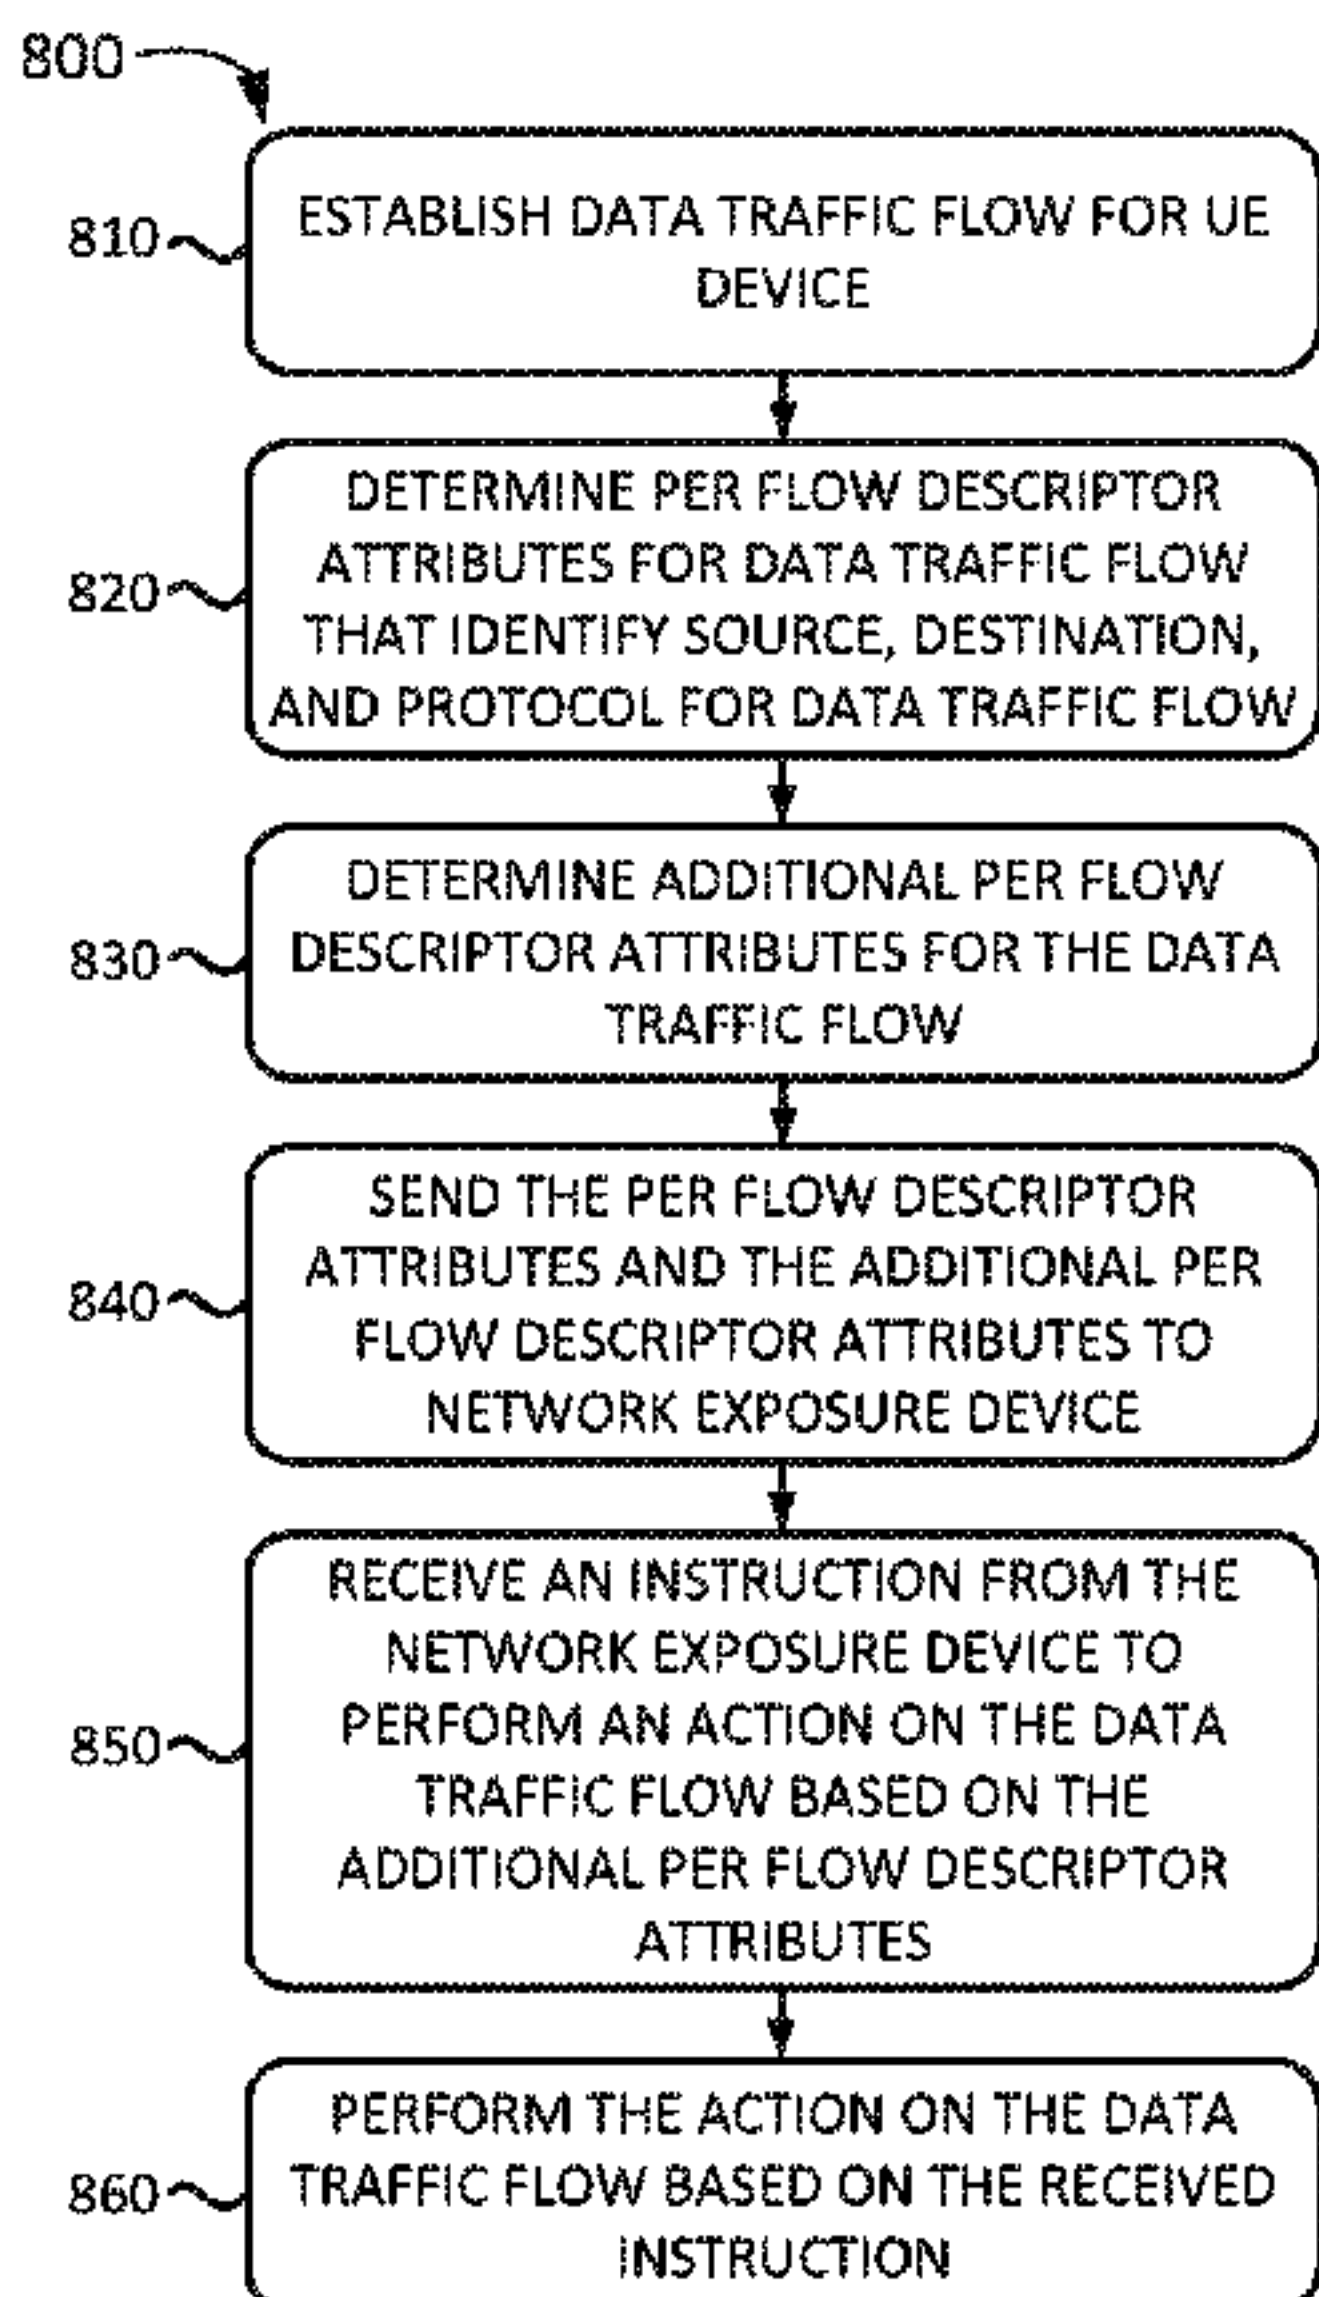 800
810
ESTABLISH DATA TRAFFIC FLOW FOR UE
DEVICE
820
DETERMINE PER FLOW DESCRIPTOR
ATTRIBUTES FOR DATA TRAFFIC FLOW
THAT IDENTIFY SOURCE, DESTINATION,
AND PROTOCOL FOR DATA TRAFFIC FLOW
830
DETERMINE ADDITIONAL PER FLOW
DESCRIPTOR ATTRIBUTES FOR THE DATA
TRAFFIC FLOW
840
SEND THE PER FLOW DESCRIPTOR
ATTRIBUTES AND THE ADDITIONAL PER
FLOW DESCRIPTOR ATTRIBUTES TO
NETWORK EXPOSURE DEVICE
850
RECEIVE AN INSTRUCTION FROM THE
NETWORK EXPOSURE DEVICE TO
PERFORM AN ACTION ON THE DATA
TRAFFIC FLOW BASED ON THE
ADDITIONAL PER FLOW DESCRIPTOR
ATTRIBUTES
860
PERFORM THE ACTION ON THE DATA
TRAFFIC FLOW BASED ON THE RECEIVED
INSTRUCTION